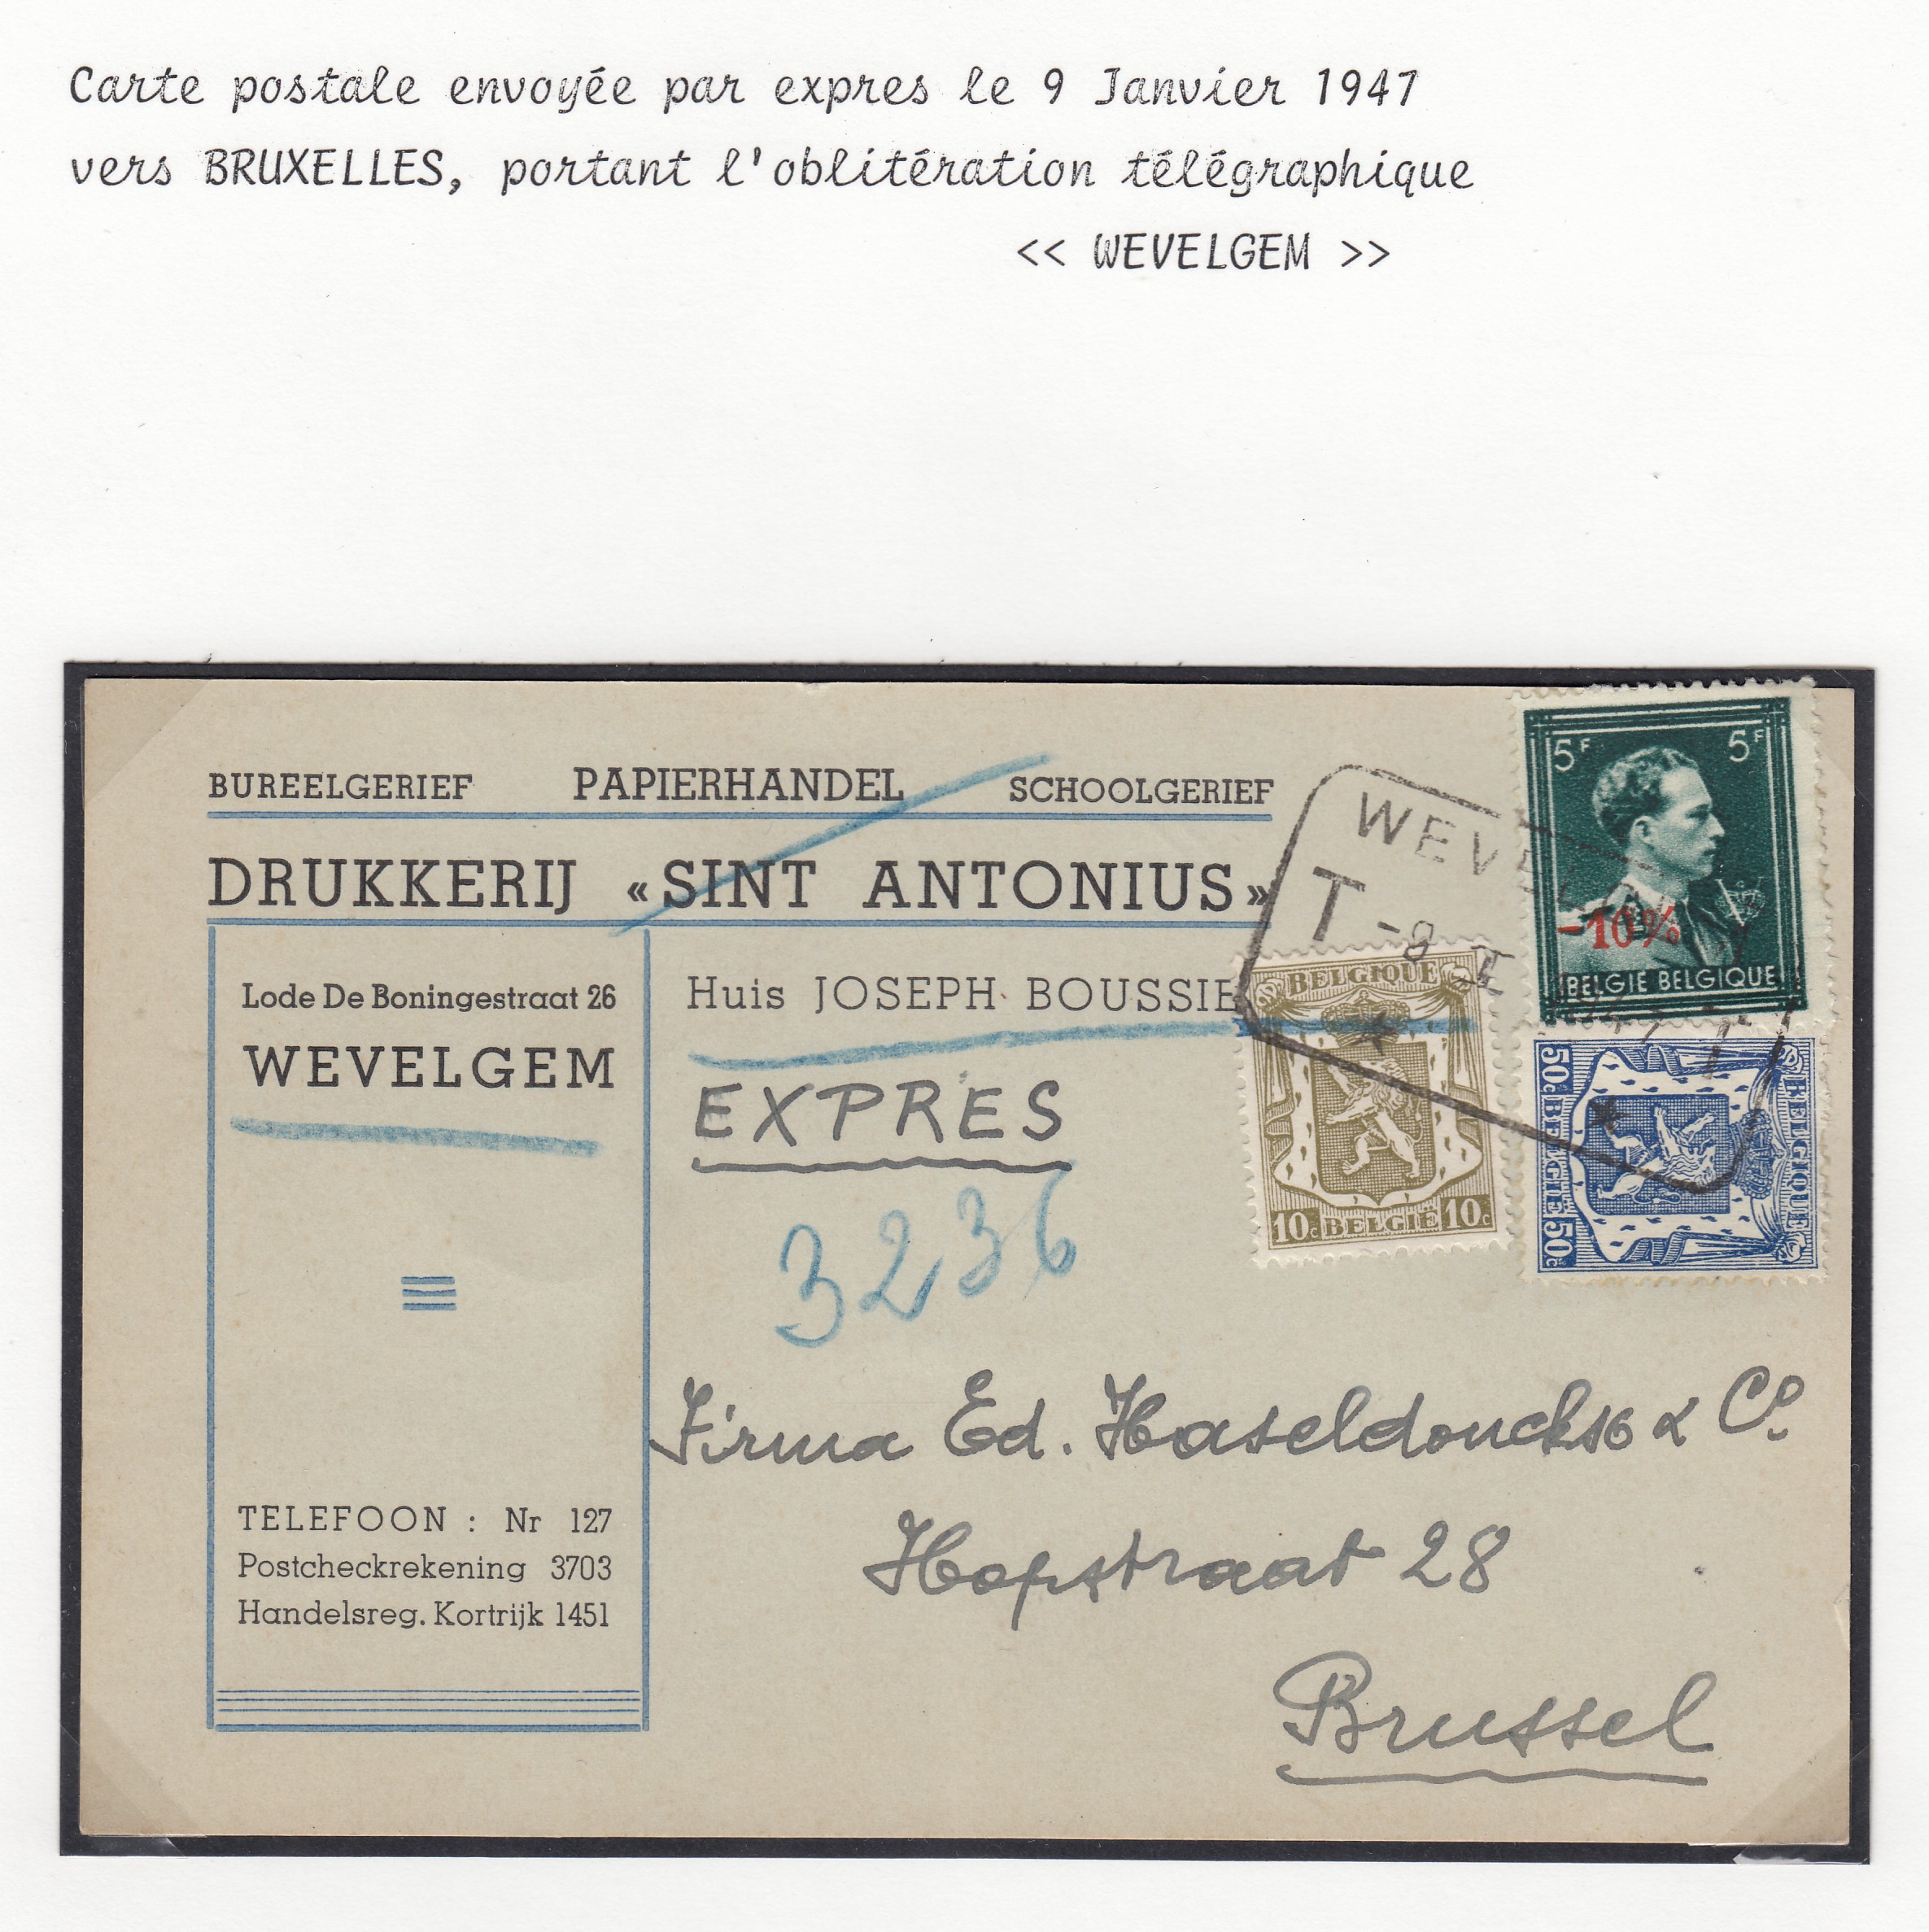 Carte postale envoyée par expres le 9 Janvier 1947
vers BRUXELLES, portant l'oblitération télégraphique
<< WEVELGEM >>
BUREELGERIEF PAPIERHANDEL SCHOOLGERIEF
DRUKKERIJ «SINT ANTONIUS»
Lode De Boningestraat 26
WEVELGEM
Huis JOSEPH BOUSSIE
EXPRES
3236
5F 5F
-10%
BELGIE BELGIQUE
WEVEL
T -8
BELGIQUE
10c BELGIE 10c
BELGIQUE
50c BELGIE 50c
Firma Ed. Haseldonckx & Co
Hopstraat 28
Brussel
TELEFOON : Nr 127
Postcheckrekening 3703
Handelsreg. Kortrijk 1451